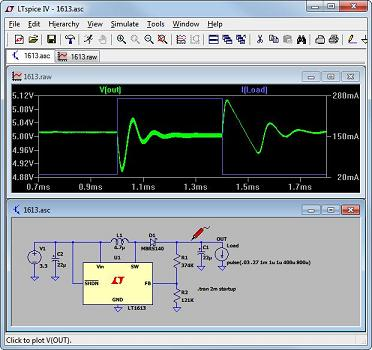 LTspice IV - 1613.asc
File Edit Hierarchy View Simulate Tools Window Help
1613.asc 1613.raw
1613.raw
V(out) I(Load)
5.12V 280mA
5.08V
5.04V
5.00V 150mA
4.96V
4.92V
4.88V 20mA
0.7ms 0.9ms 1.1ms 1.3ms 1.5ms 1.7ms
1613.asc
L1
4.7µ
D1
MBRS140
OUT
V1
3.3
C2
22µ
U1
Vin SW
SHDN FB
GND
LT1613
R1
374K
R2
121K
C1
22µ
Load
pulse(.03 .27 1m 1u 1u 400u 800u)
.tran 2m startup
Click to plot V(OUT).